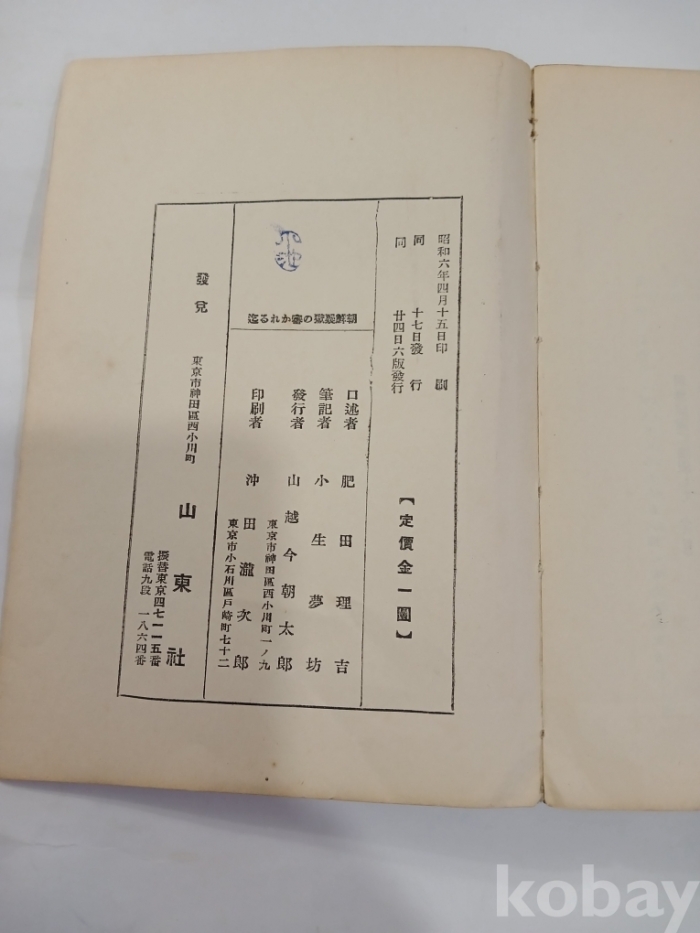 昭和六年四月十五日印刷
同 十七日發行
同 廿四日六版發行
【定價金一圓】
朝鮮疑獄の審かれる迄
口述者 肥田理吉
筆記者 小生夢坊
發行者 山越今朝太郎
東京市神田區西小川町一ノ九
印刷者 沖田瀧次郎
東京市小石川區戸崎町七十二
發兌 東京市神田區西小川町 山東社
振替東京四七一一五番
電話九段一八六四番
kobay